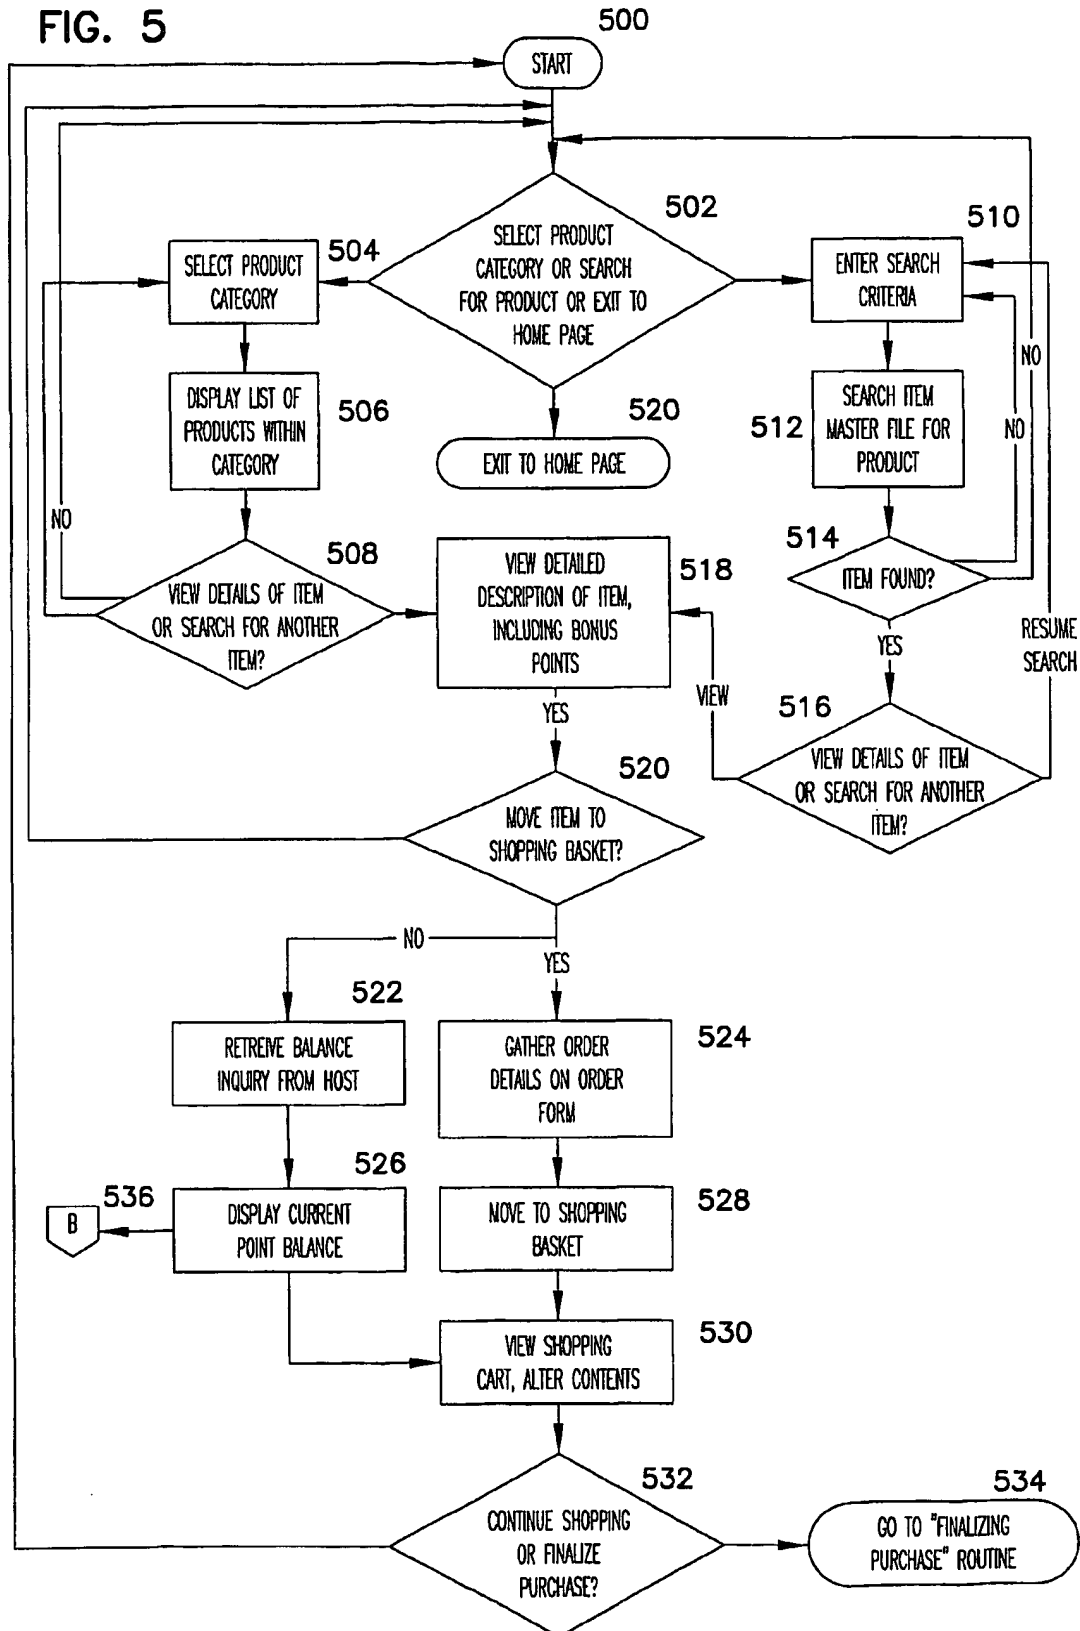 FIG. 5
500
START
502
SELECT PRODUCT
CATEGORY OR SEARCH
FOR PRODUCT OR EXIT TO
HOME PAGE
504
SELECT PRODUCT
CATEGORY
510
ENTER SEARCH
CRITERIA
NO
NO
506
DISPLAY LIST OF
PRODUCTS WITHIN
CATEGORY
520
EXIT TO HOME PAGE
512
SEARCH ITEM
MASTER FILE FOR
PRODUCT
NO
508
VIEW DETAILS OF ITEM
OR SEARCH FOR ANOTHER
ITEM?
518
VIEW DETAILED
DESCRIPTION OF ITEM,
INCLUDING BONUS
POINTS
514
ITEM FOUND?
YES
RESUME
SEARCH
VIEW
516
VIEW DETAILS OF ITEM
OR SEARCH FOR ANOTHER
ITEM?
YES
520
MOVE ITEM TO
SHOPPING BASKET?
NO
YES
522
RETREIVE BALANCE
INQUIRY FROM HOST
524
GATHER ORDER
DETAILS ON ORDER
FORM
526
DISPLAY CURRENT
POINT BALANCE
536
B
528
MOVE TO SHOPPING
BASKET
530
VIEW SHOPPING
CART, ALTER CONTENTS
532
CONTINUE SHOPPING
OR FINALIZE
PURCHASE?
534
GO TO "FINALIZING
PURCHASE" ROUTINE